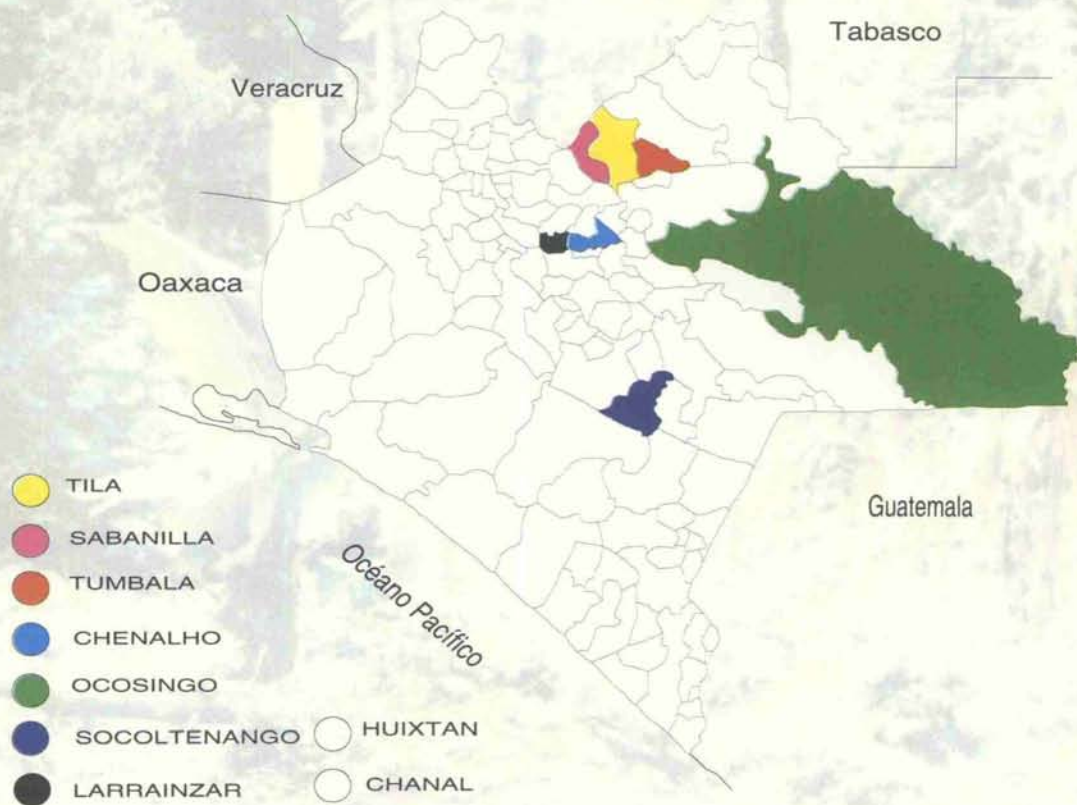 Tabasco
Veracruz
Oaxaca
Guatemala
Océano Pacífico
TILA
SABANILLA
TUMBALA
CHENALHO
OCOSINGO
SOCOLTENANGO
LARRAINZAR
HUIXTAN
CHANAL